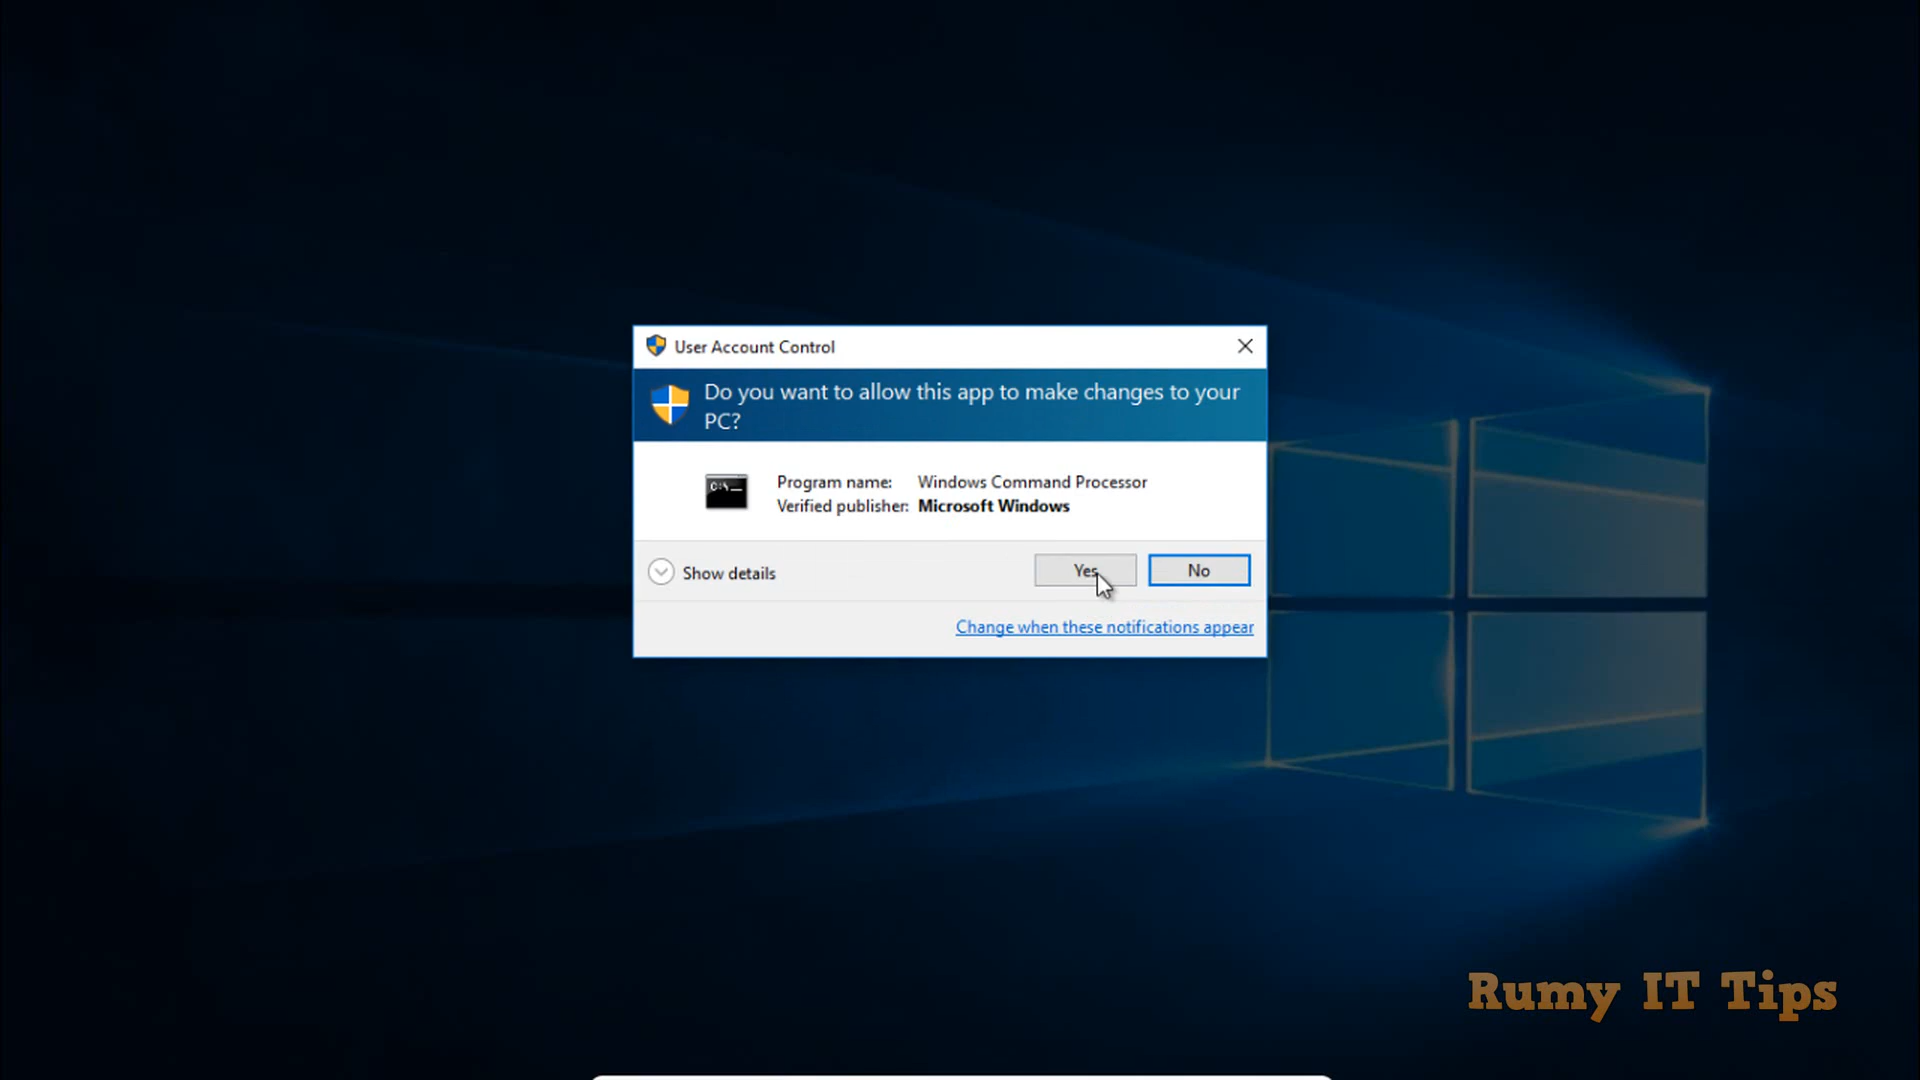 User Account Control
Do you want to allow this app to make changes to your
PC?
C:\_
Program name: Windows Command Processor
Verified publisher: Microsoft Windows
Show details
Yes
No
Change when these notifications appear
Rumy IT Tips